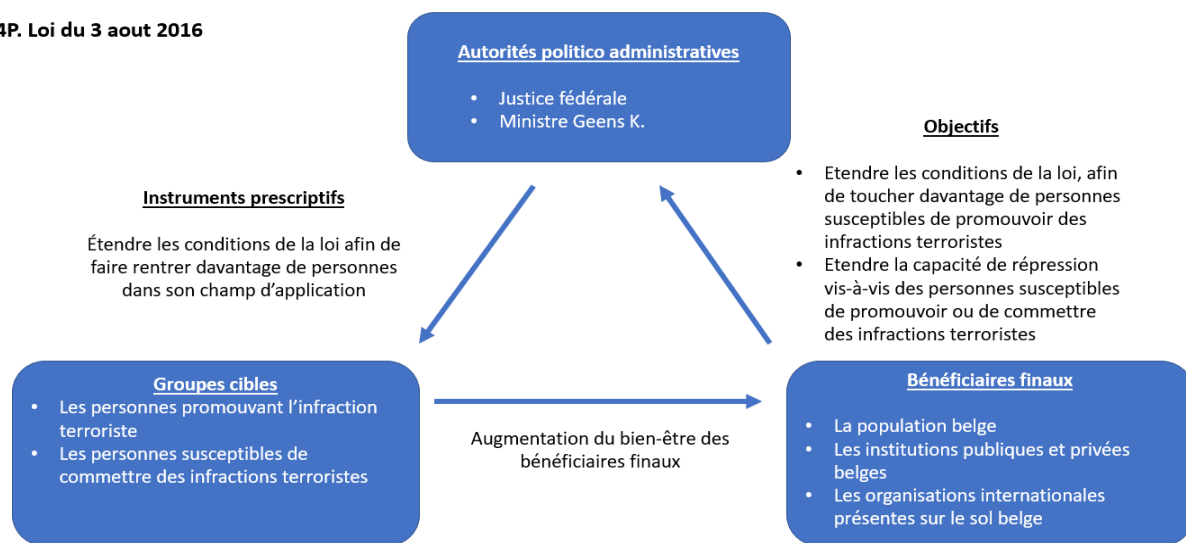 4P. Loi du 3 aout 2016
Autorités politico administratives
• Justice fédérale
• Ministre Geens K.
Instruments prescriptifs
Étendre les conditions de la loi afin de
faire rentrer davantage de personnes
dans son champ d’application
Objectifs
• Etendre les conditions de la loi, afin
de toucher davantage de personnes
susceptibles de promouvoir des
infractions terroristes
• Etendre la capacité de répression
vis-à-vis des personnes susceptibles
de promouvoir ou de commettre
des infractions terroristes
Groupes cibles
• Les personnes promouvant l’infraction
terroriste
• Les personnes susceptibles de
commettre des infractions terroristes
Augmentation du bien-être des
bénéficiaires finaux
Bénéficiaires finaux
• La population belge
• Les institutions publiques et privées
belges
• Les organisations internationales
présentes sur le sol belge